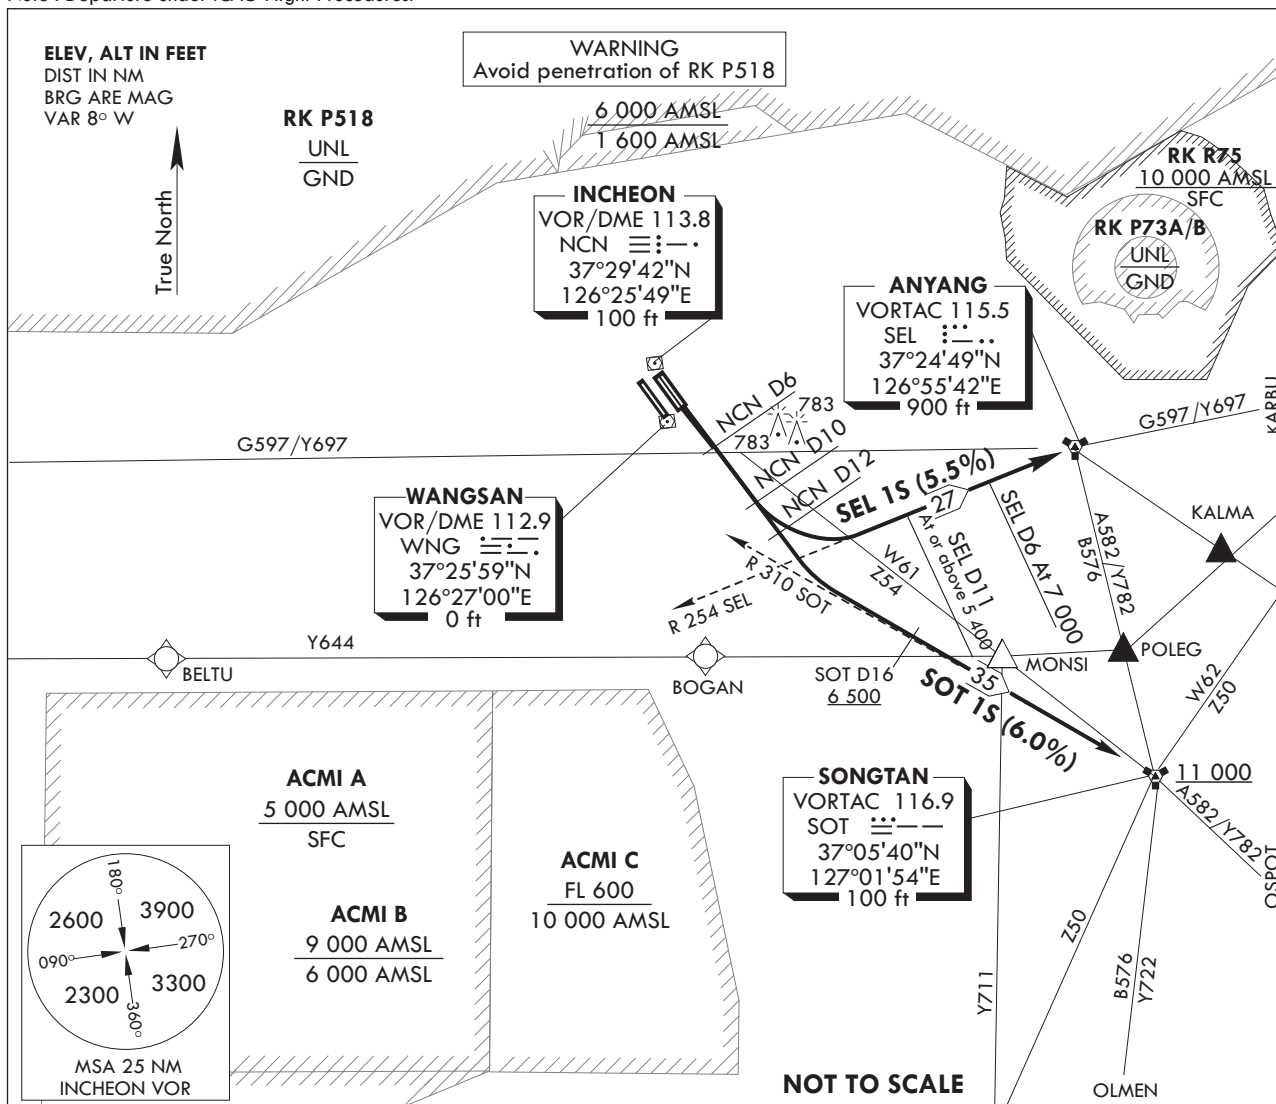 ELEV, ALT IN FEET
DIST IN NM
BRG ARE MAG
VAR 8° W
True North
RK P518
UNL
GND
WARNING
Avoid penetration of RK P518
6 000 AMSL
1 600 AMSL
RK R75
10 000 AMSL
SFC
RK P73A/B
UNL
GND
INCHEON
VOR/DME 113.8
NCN
37°29'42"N
126°25'49"E
100 ft
ANYANG
VORTAC 115.5
SEL
37°24'49"N
126°55'42"E
900 ft
KARBU
G597/Y697
G597/Y697
NCN D6
783
783
NCN D10
NCN D12
SEL 1S (5.5%)
27
WANGSAN
VOR/DME 112.9
WNG
37°25'59"N
126°27'00"E
0 ft
R 254 SEL
R 310 SOT
W61
Z54
SEL D11
At or above 5 400
SEL D6 At 7 000
A582/Y782
B576
KALMA
Y644
BELTU
BOGAN
SOT D16
6 500
35
SOT 1S (6.0%)
MONSI
POLEG
W62
Z50
11 000
A582/Y782
OSPOT
SONGTAN
VORTAC 116.9
SOT
37°05'40"N
127°01'54"E
100 ft
ACMI A
5 000 AMSL
SFC
ACMI B
9 000 AMSL
6 000 AMSL
ACMI C
FL 600
10 000 AMSL
180°
2600
3900
090°
270°
2300
3300
360°
MSA 25 NM
INCHEON VOR
Y711
Z50
B576
Y722
OLMEN
NOT TO SCALE